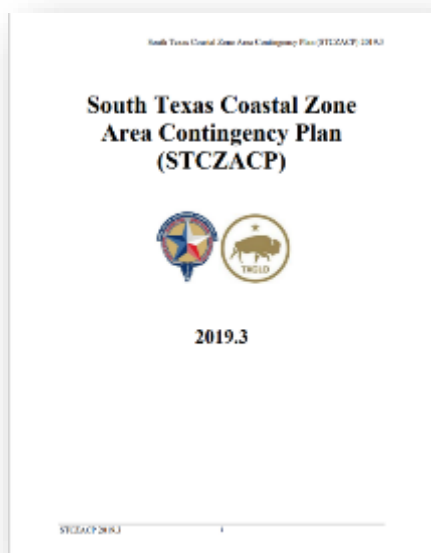 South Texas Coastal Zone Area Contingency Plan (STCZACP) 2019.3
South Texas Coastal Zone
Area Contingency Plan
(STCZACP)
TXGLO
2019.3
STCZACP 2019.3